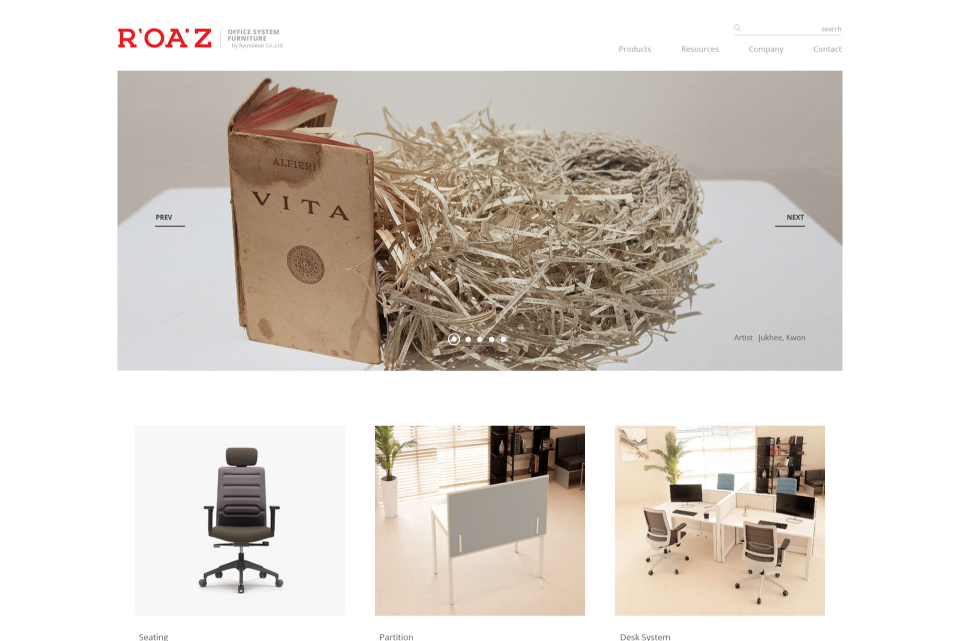 R'OA'Z
OFFICE SYSTEM
FURNITURE
by Ryusoeun Co.,Ltd
search
Products
Resources
Company
Contact
ALFIERI
VITA
PREV
NEXT
Artist Jukhee, Kwon
Seating
Partition
Desk System